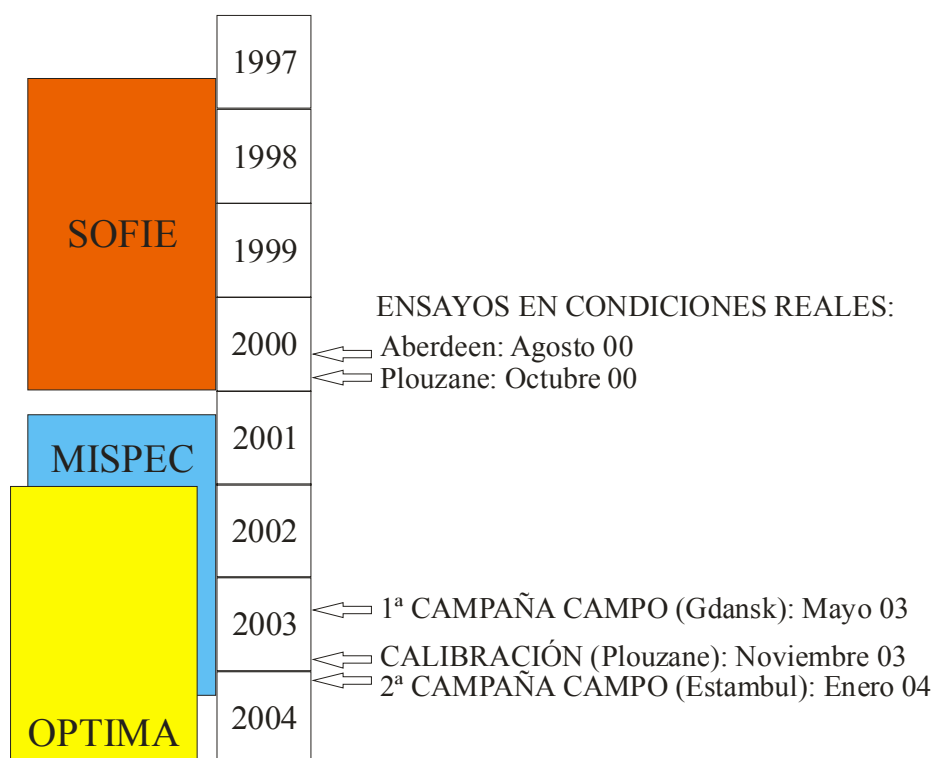 1997
1998
SOFIE
1999
ENSAYOS EN CONDICIONES REALES:
2000
Aberdeen: Agosto 00
Plouzane: Octubre 00
2001
MISPEC
2002
1ª CAMPAÑA CAMPO (Gdansk): Mayo 03
2003
CALIBRACIÓN (Plouzane): Noviembre 03
2ª CAMPAÑA CAMPO (Estambul): Enero 04
2004
OPTIMA